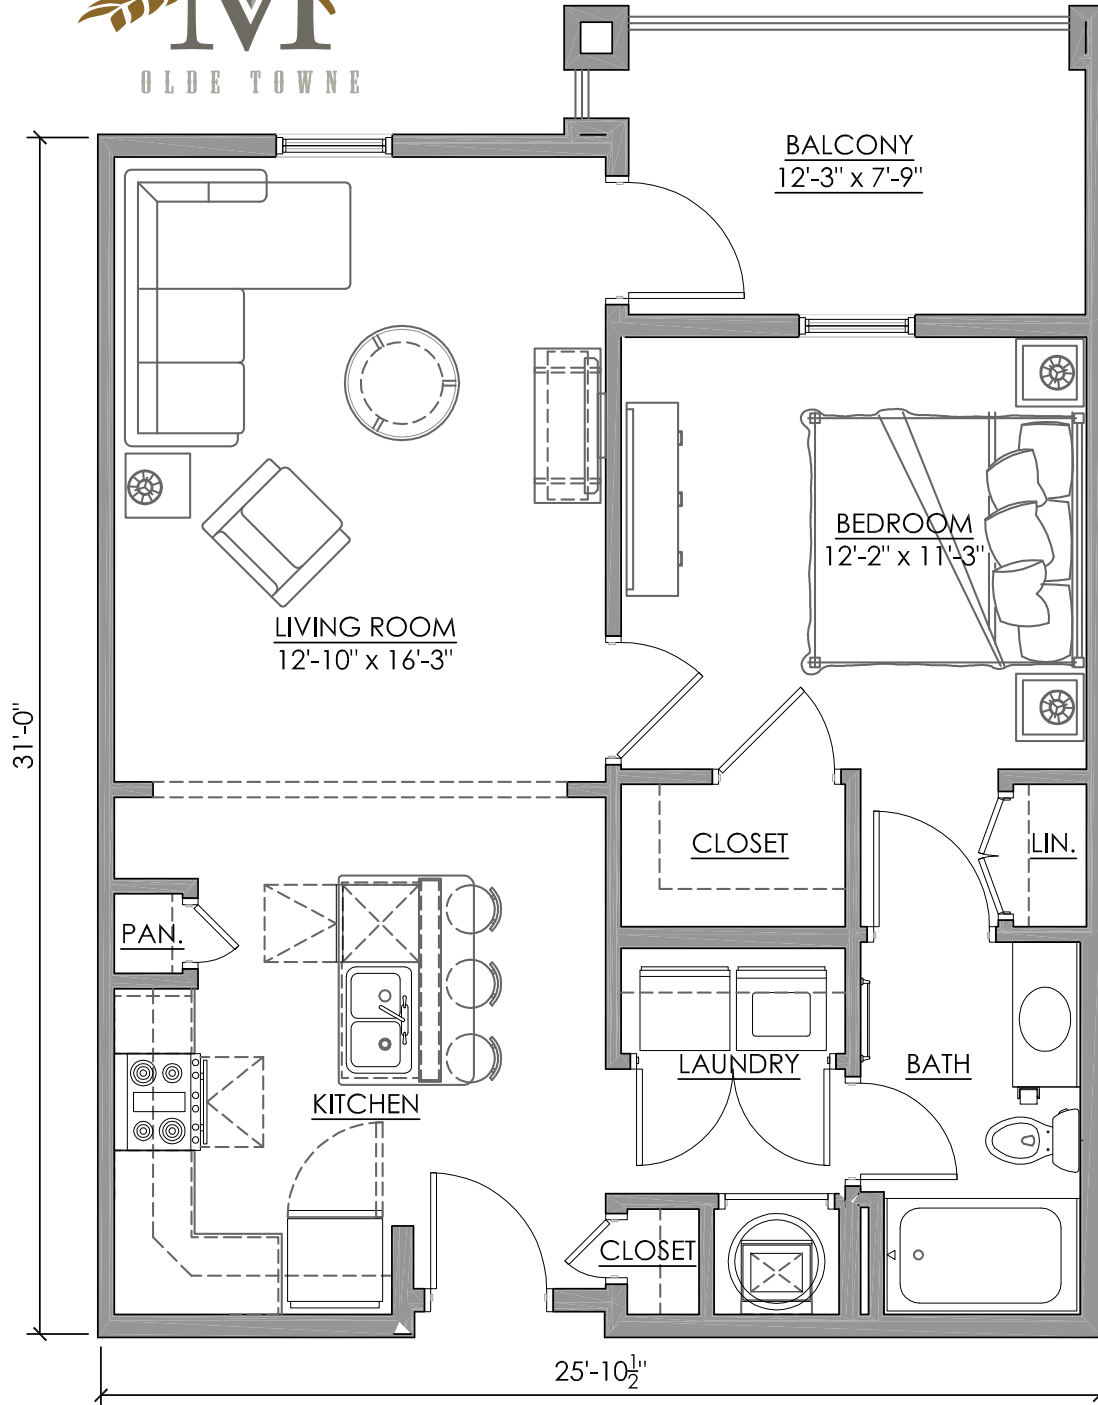 M
OLDE TOWNE
BALCONY
12'-3" x 7'-9"
BEDROOM
12'-2" x 11'-3"
LIVING ROOM
12'-10" x 16'-3"
31'-0"
CLOSET
LIN.
PAN.
LAUNDRY
BATH
KITCHEN
CLOSET
25'-10½"